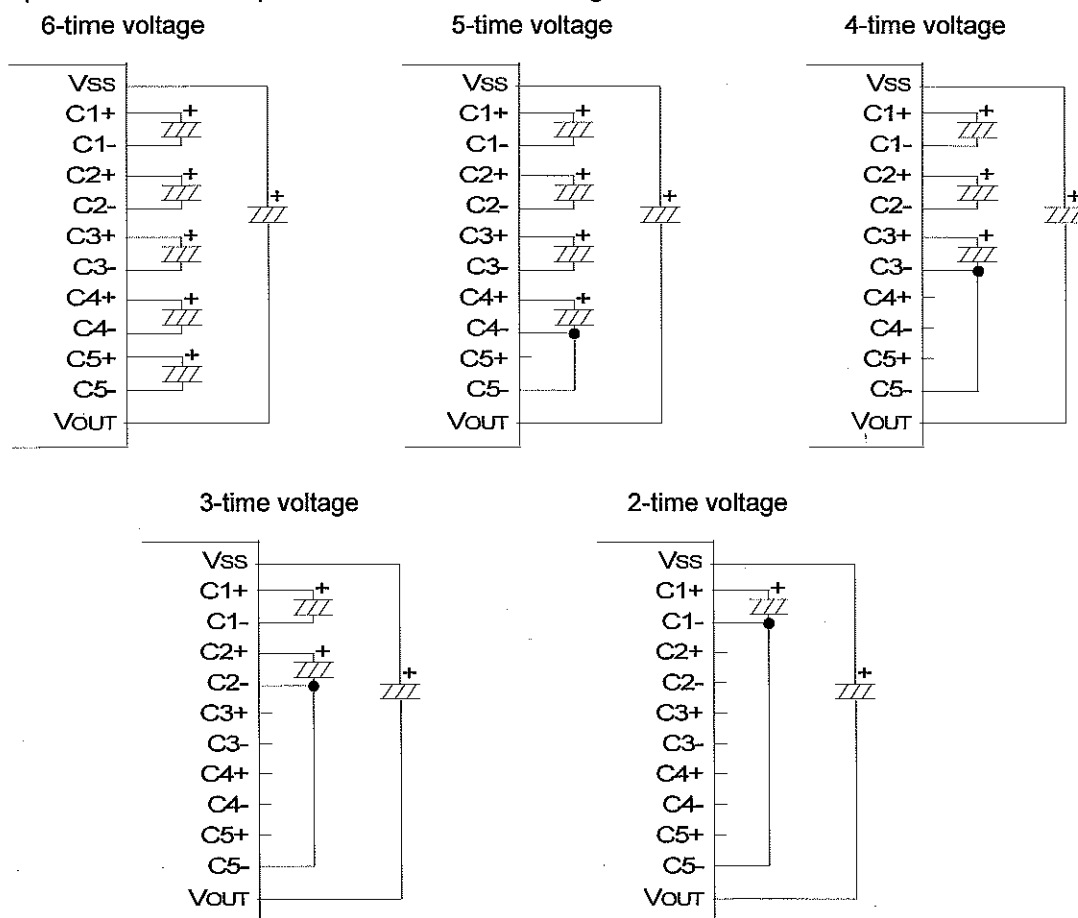 6-time voltage
VSS
C1+
C1-
C2+
C2-
C3+
C3-
C4+
C4-
C5+
C5-
VOUT
+
+
+
+
+
+
5-time voltage
VSS
C1+
C1-
C2+
C2-
C3+
C3-
C4+
C4-
C5+
C5-
VOUT
+
+
+
+
+
4-time voltage
VSS
C1+
C1-
C2+
C2-
C3+
C3-
C4+
C4-
C5+
C5-
VOUT
+
+
+
+
3-time voltage
VSS
C1+
C1-
C2+
C2-
C3+
C3-
C4+
C4-
C5+
C5-
VOUT
+
+
+
2-time voltage
VSS
C1+
C1-
C2+
C2-
C3+
C3-
C4+
C4-
C5+
C5-
VOUT
+
+